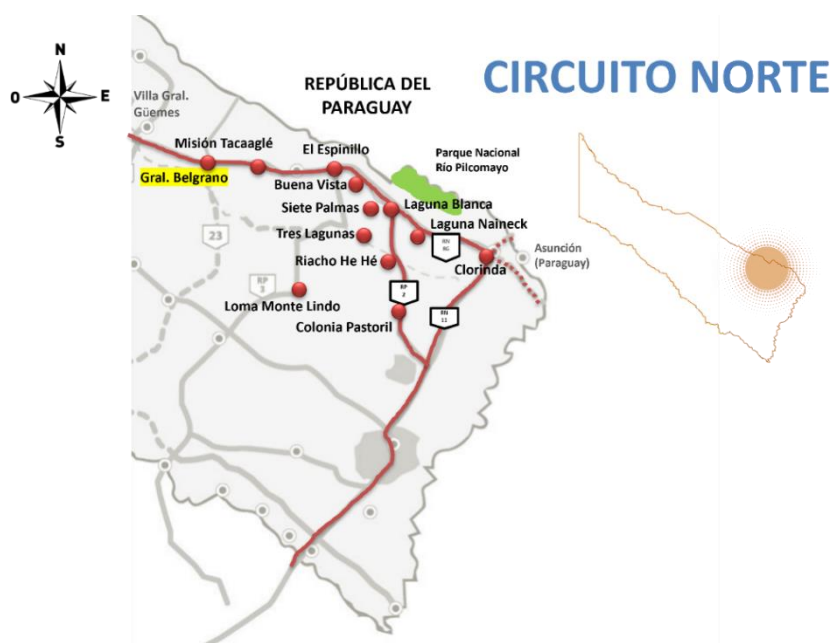 CIRCUITO NORTE
N
O
E
S
REPÚBLICA DEL
PARAGUAY
Villa Gral.
Güemes
Misión Tacaaglé
El Espinillo
Parque Nacional
Río Pilcomayo
Gral. Belgrano
Buena Vista
Siete Palmas
Laguna Blanca
Laguna Naineck
23
Tres Lagunas
RN
86
Asunción
(Paraguay)
Riacho He Hé
Clorinda
RP
3
RP
2
Loma Monte Lindo
RN
11
Colonia Pastoril